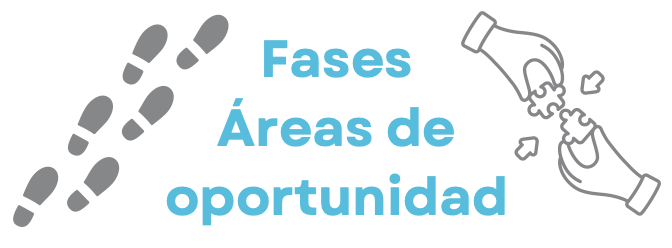 Fases
Áreas de
oportunidad